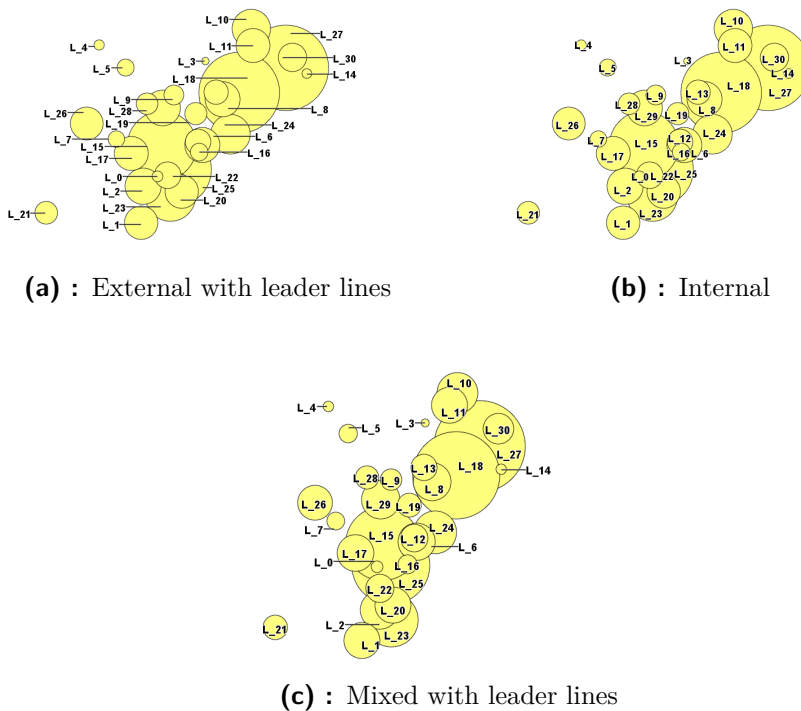 L_10
L_27
L_4
L_11
L_3
L_30
L_5
L_14
L_18
L_9
L_8
L_28
L_26
L_19
L_24
L_7
L_6
L_15
L_16
L_17
L_0
L_22
L_2
L_25
L_20
L_23
L_21
L_1
(a) : External with leader lines
L_10
L_4
L_11
L_3
L_30
L_5
L_14
L_18
L_27
L_13
L_9
L_28
L_8
L_29
L_19
L_26
L_24
L_7
L_12
L_15
L_16
L_6
L_17
L_0
L_22
L_25
L_2
L_20
L_23
L_21
L_1
(b) : Internal
L_10
L_4
L_11
L_3
L_5
L_30
L_27
L_13
L_18
L_14
L_28
L_9
L_8
L_26
L_29
L_19
L_7
L_24
L_15
L_12
L_6
L_17
L_0
L_16
L_25
L_22
L_20
L_2
L_21
L_23
L_1
(c) : Mixed with leader lines